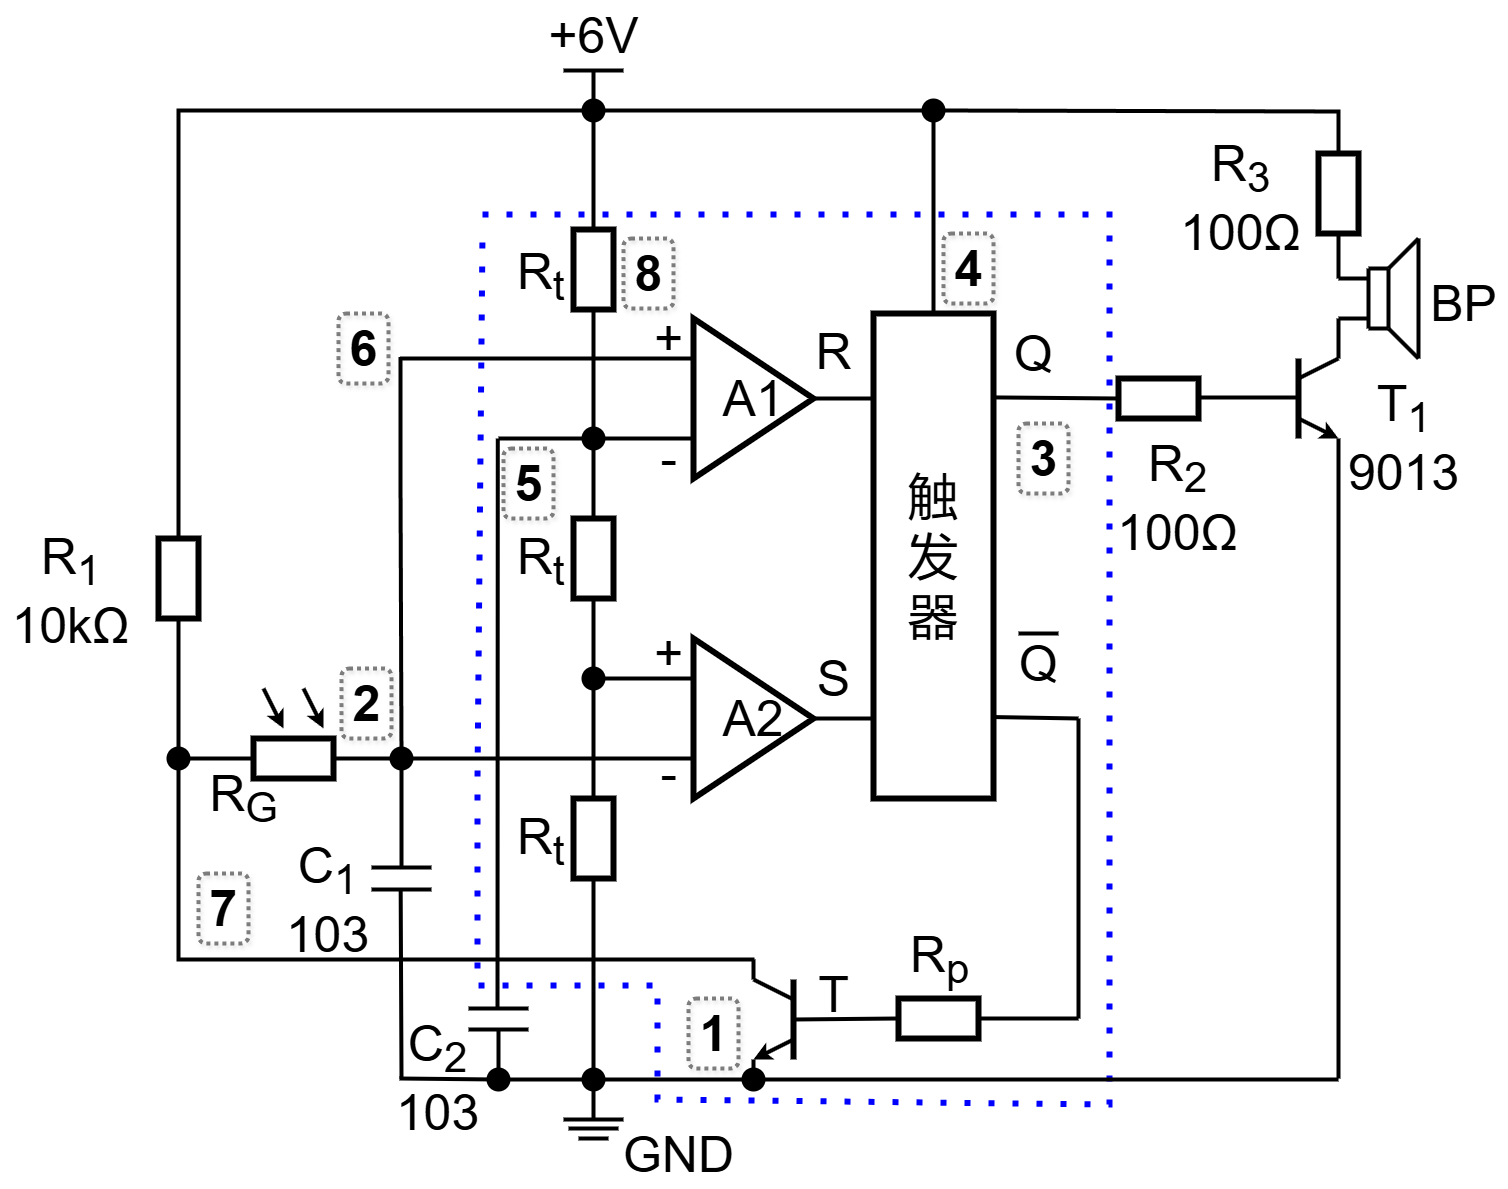 +6V
R3
100Ω
Rt
8
4
BP
6
+
R
Q
A1
T1
-
5
3
R2
9013
触
发
器
100Ω
R1
10kΩ
Rt
2
+
S
Q̅
A2
-
RG
Rt
C1
7
103
Rp
T
1
C2
103
GND